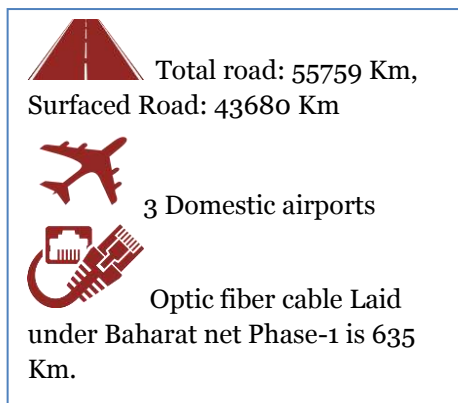 Total road: 55759 Km,
Surfaced Road: 43680 Km
3 Domestic airports
Optic fiber cable Laid
under Baharat net Phase-1 is 635
Km.